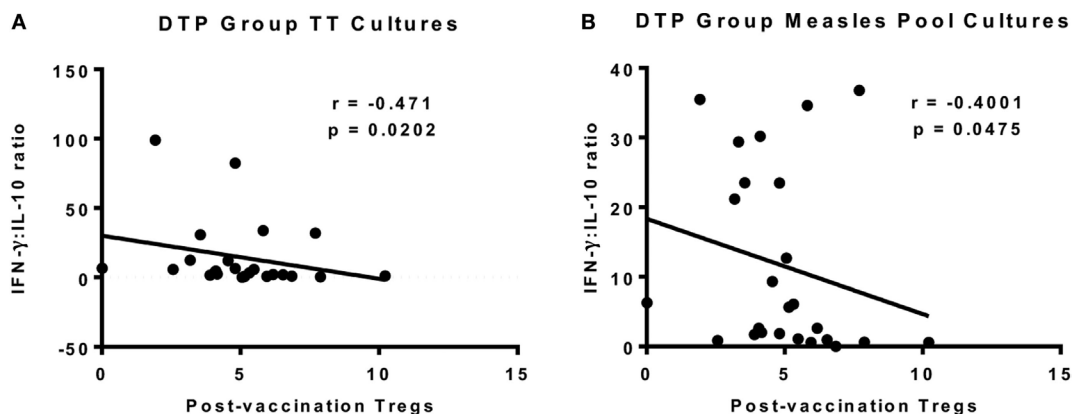 A
DTP Group TT Cultures
IFN-γ:IL-10 ratio
150
100
50
0
-50
r = -0.471
p = 0.0202
0
5
10
15
Post-vaccination Tregs
B
DTP Group Measles Pool Cultures
IFN-γ:IL-10 ratio
40
30
20
10
0
r = -0.4001
p = 0.0475
0
5
10
15
Post-vaccination Tregs